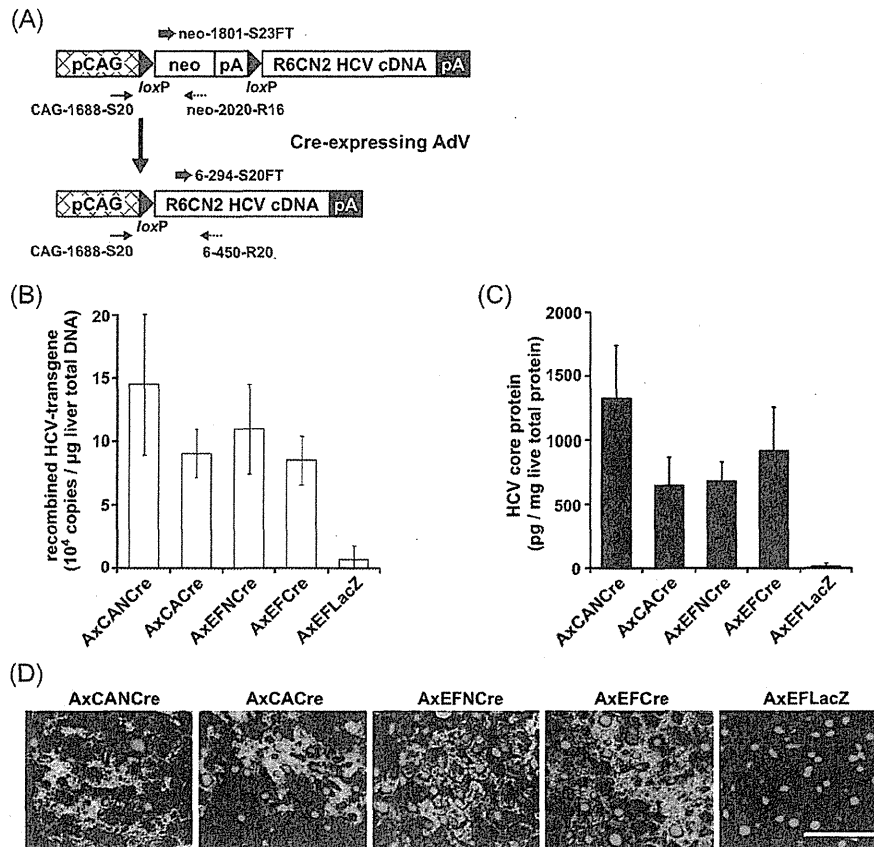 (A)
neo-1801-S23FT
pCAG neo pA R6CN2 HCV cDNA pA
loxP loxP
CAG-1688-S20 neo-2020-R16
Cre-expressing AdV
6-294-S20FT
pCAG R6CN2 HCV cDNA pA
loxP
CAG-1688-S20 6-450-R20
(B)
recombined HCV-transgene
(10⁴ copies / µg liver total DNA)
20
15
10
5
0
AxCANCre
AxCACre
AxEFNCre
AxEFCre
AxEFLacZ
(C)
HCV core protein
(pg / mg live total protein)
2000
1500
1000
500
0
AxCANCre
AxCACre
AxEFNCre
AxEFCre
AxEFLacZ
(D)
AxCANCre AxCACre AxEFNCre AxEFCre AxEFLacZ